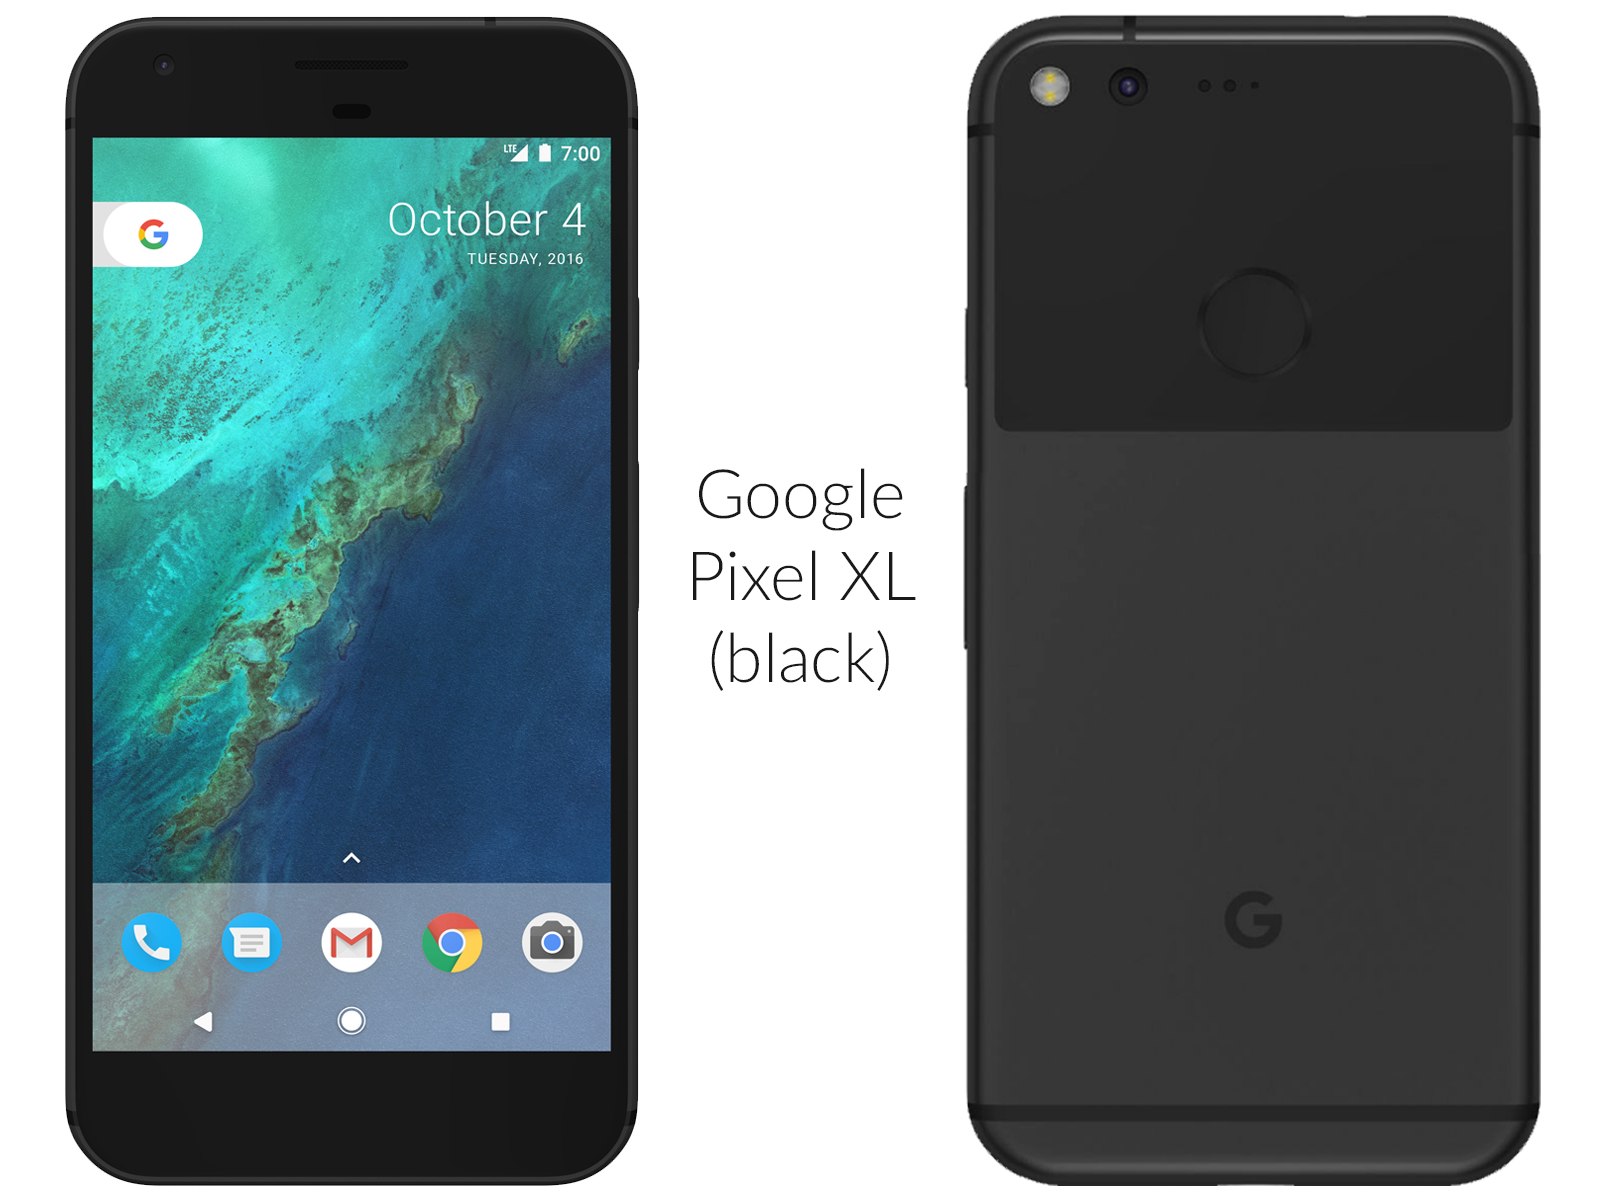 LTE 7:00
October 4
TUESDAY, 2016
Google
Pixel XL
(black)
G